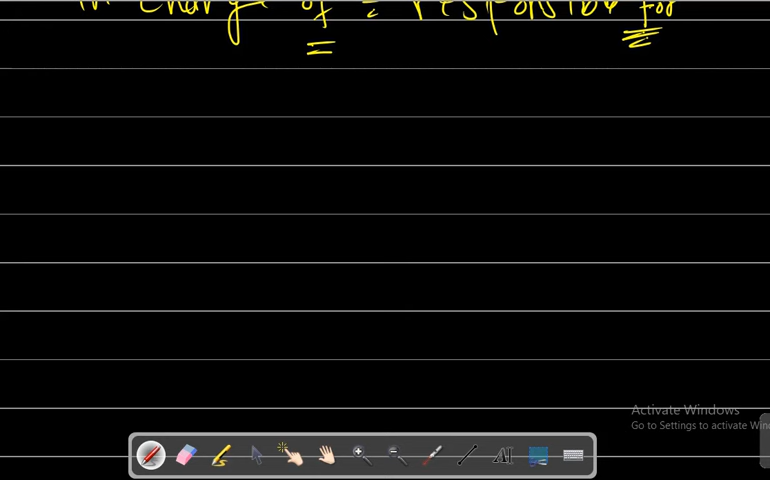 in charge of = responsible for
Activate Windows
Go to Settings to activate Win